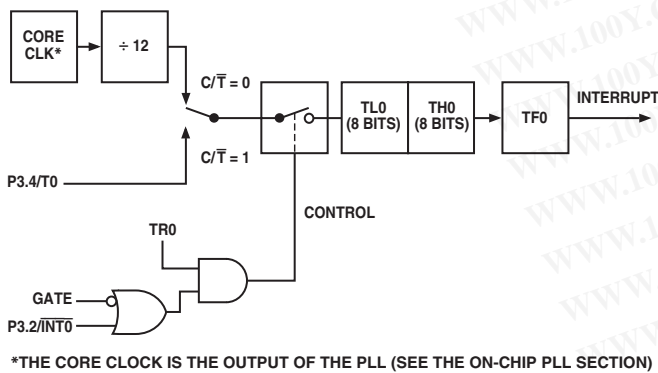 CORE
CLK*
÷ 12
C/T̅ = 0
C/T̅ = 1
P3.4/T0
TL0
(8 BITS)
TH0
(8 BITS)
TF0
INTERRUPT
CONTROL
TR0
GATE
P3.2/I̅N̅T̅0̅
*THE CORE CLOCK IS THE OUTPUT OF THE PLL (SEE THE ON-CHIP PLL SECTION)